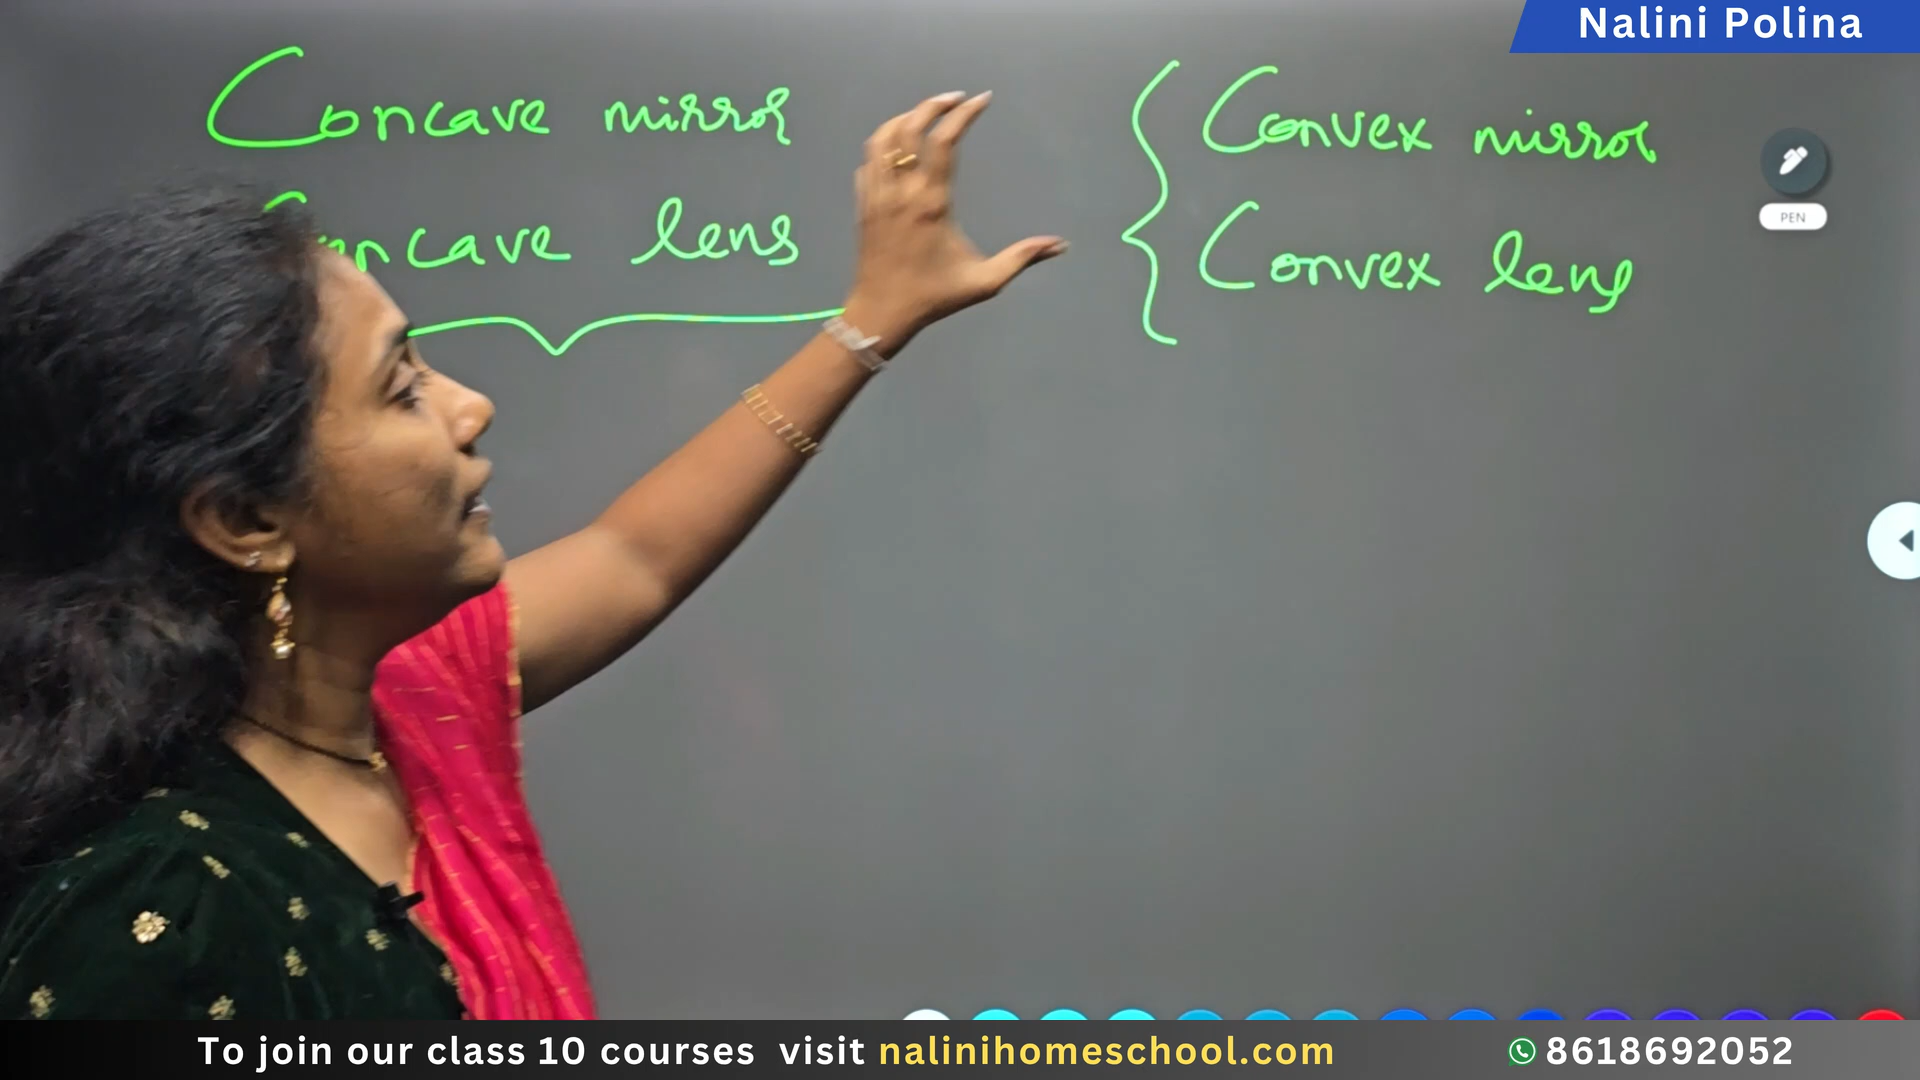 Nalini Polina
Concave mirror
Concave lens
Convex mirror
Convex lens
PEN
To join our class 10 courses visit nalinihomeschool.com
8618692052